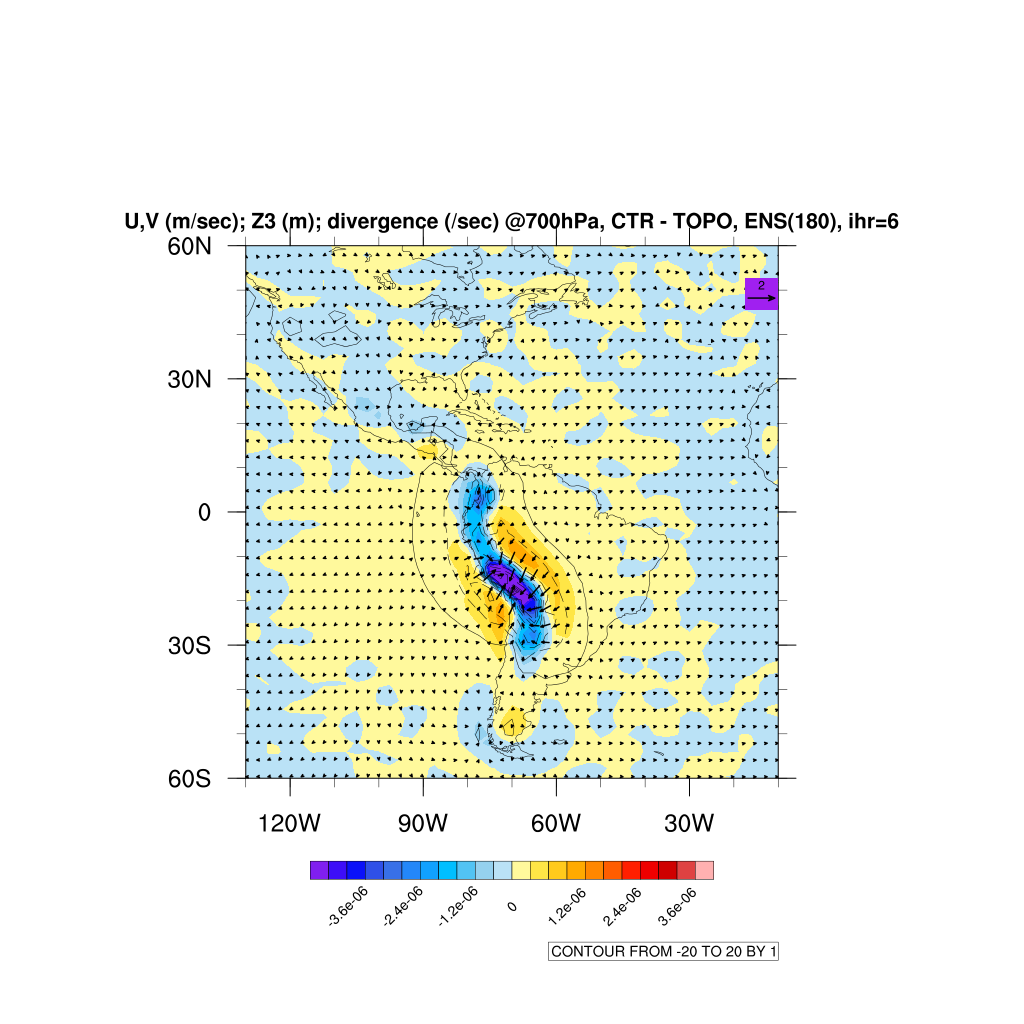 U,V (m/sec); Z3 (m); divergence (/sec) @700hPa, CTR - TOPO, ENS(180), ihr=6
60N
2
30N
0
30S
60S
120W 90W 60W 30W
-3.6e-06 -2.4e-06 -1.2e-06 0 1.2e-06 2.4e-06 3.6e-06
CONTOUR FROM -20 TO 20 BY 1